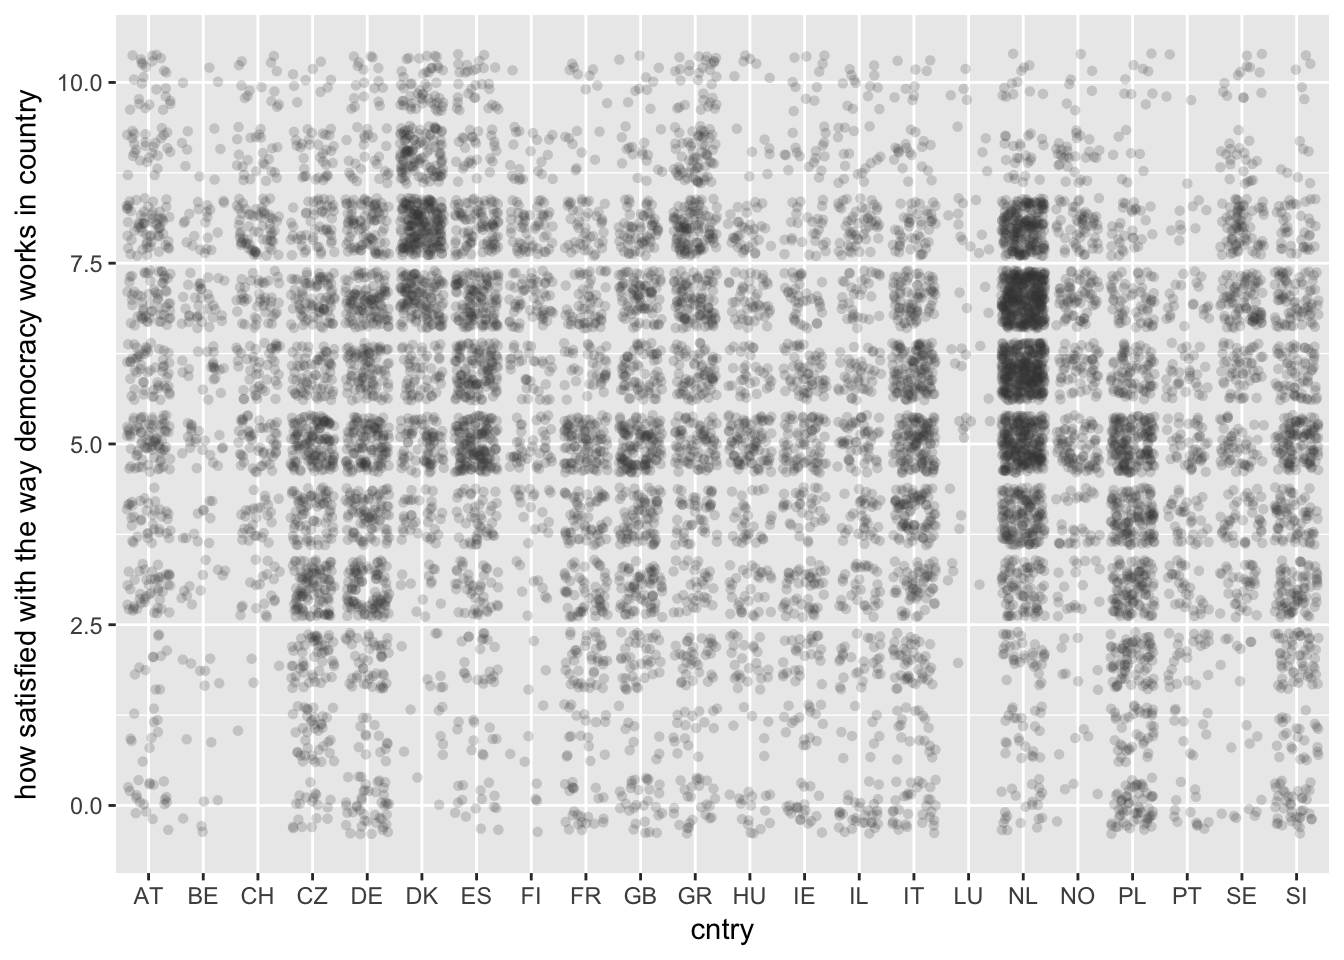 how satisfied with the way democracy works in country
10.0
7.5
5.0
2.5
0.0
AT BE CH CZ DE DK ES FI FR GB GR HU IE IL IT LU NL NO PL PT SE SI
cntry